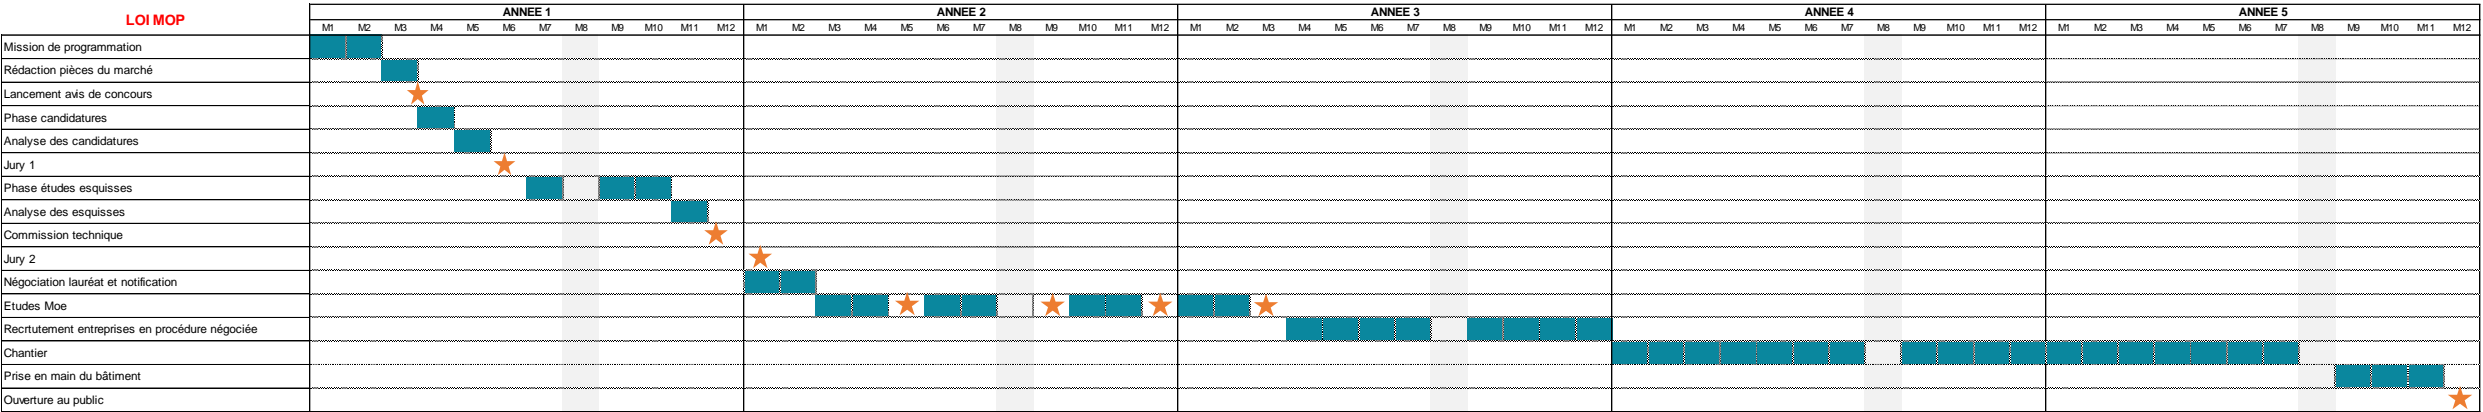 LOI MOP
ANNEE 1 ANNEE 2 ANNEE 3 ANNEE 4 ANNEE 5
M1 M2 M3 M4 M5 M6 M7 M8 M9 M10 M11 M12 M1 M2 M3 M4 M5 M6 M7 M8 M9 M10 M11 M12 M1 M2 M3 M4 M5 M6 M7 M8 M9 M10 M11 M12 M1 M2 M3 M4 M5 M6 M7 M8 M9 M10 M11 M12 M1 M2 M3 M4 M5 M6 M7 M8 M9 M10 M11 M12
Mission de programmation
Rédaction pièces du marché
Lancement avis de concours
Phase candidatures
Analyse des candidatures
Jury 1
Phase études esquisses
Analyse des esquisses
Commission technique
Jury 2
Négociation lauréat et notification
Etudes Moe
Recrtutement entreprises en procédure négociée
Chantier
Prise en main du bâtiment
Ouverture au public